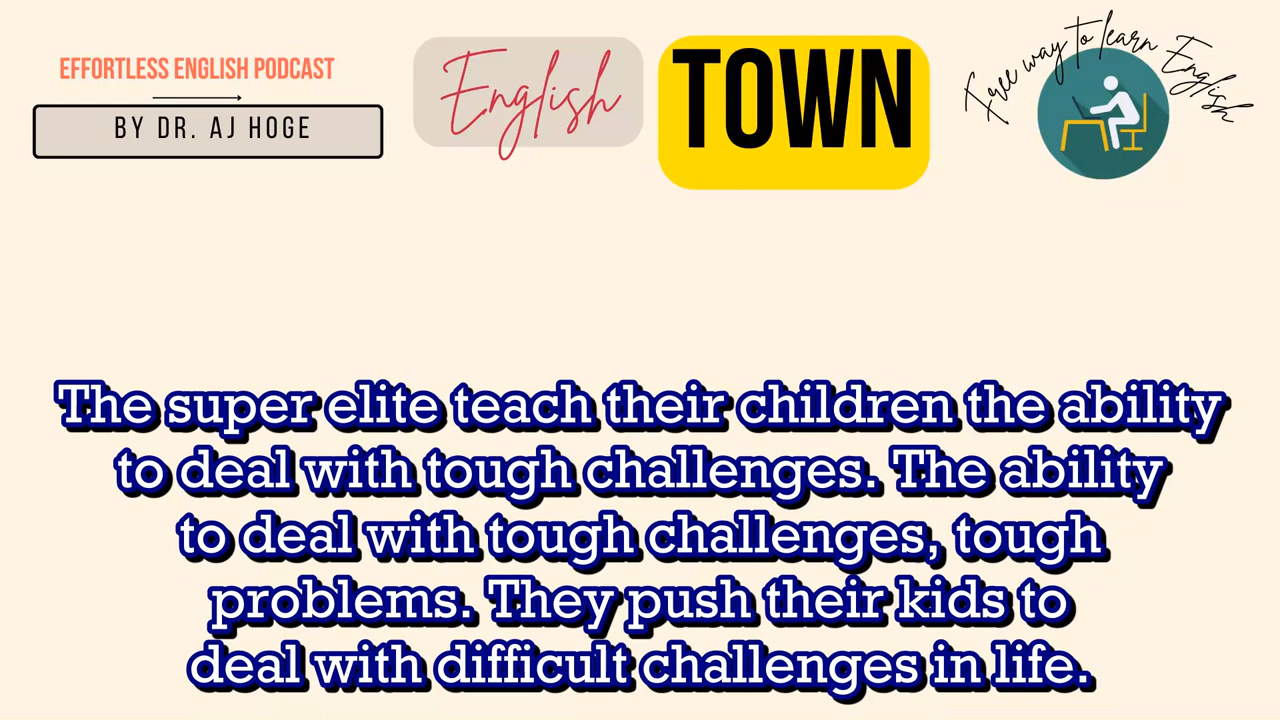 EFFORTLESS ENGLISH PODCAST
BY DR. AJ HOGE
English
TOWN
Free way to learn English
The super elite teach their children the ability
to deal with tough challenges. The ability
to deal with tough challenges, tough
problems. They push their kids to
deal with difficult challenges in life.